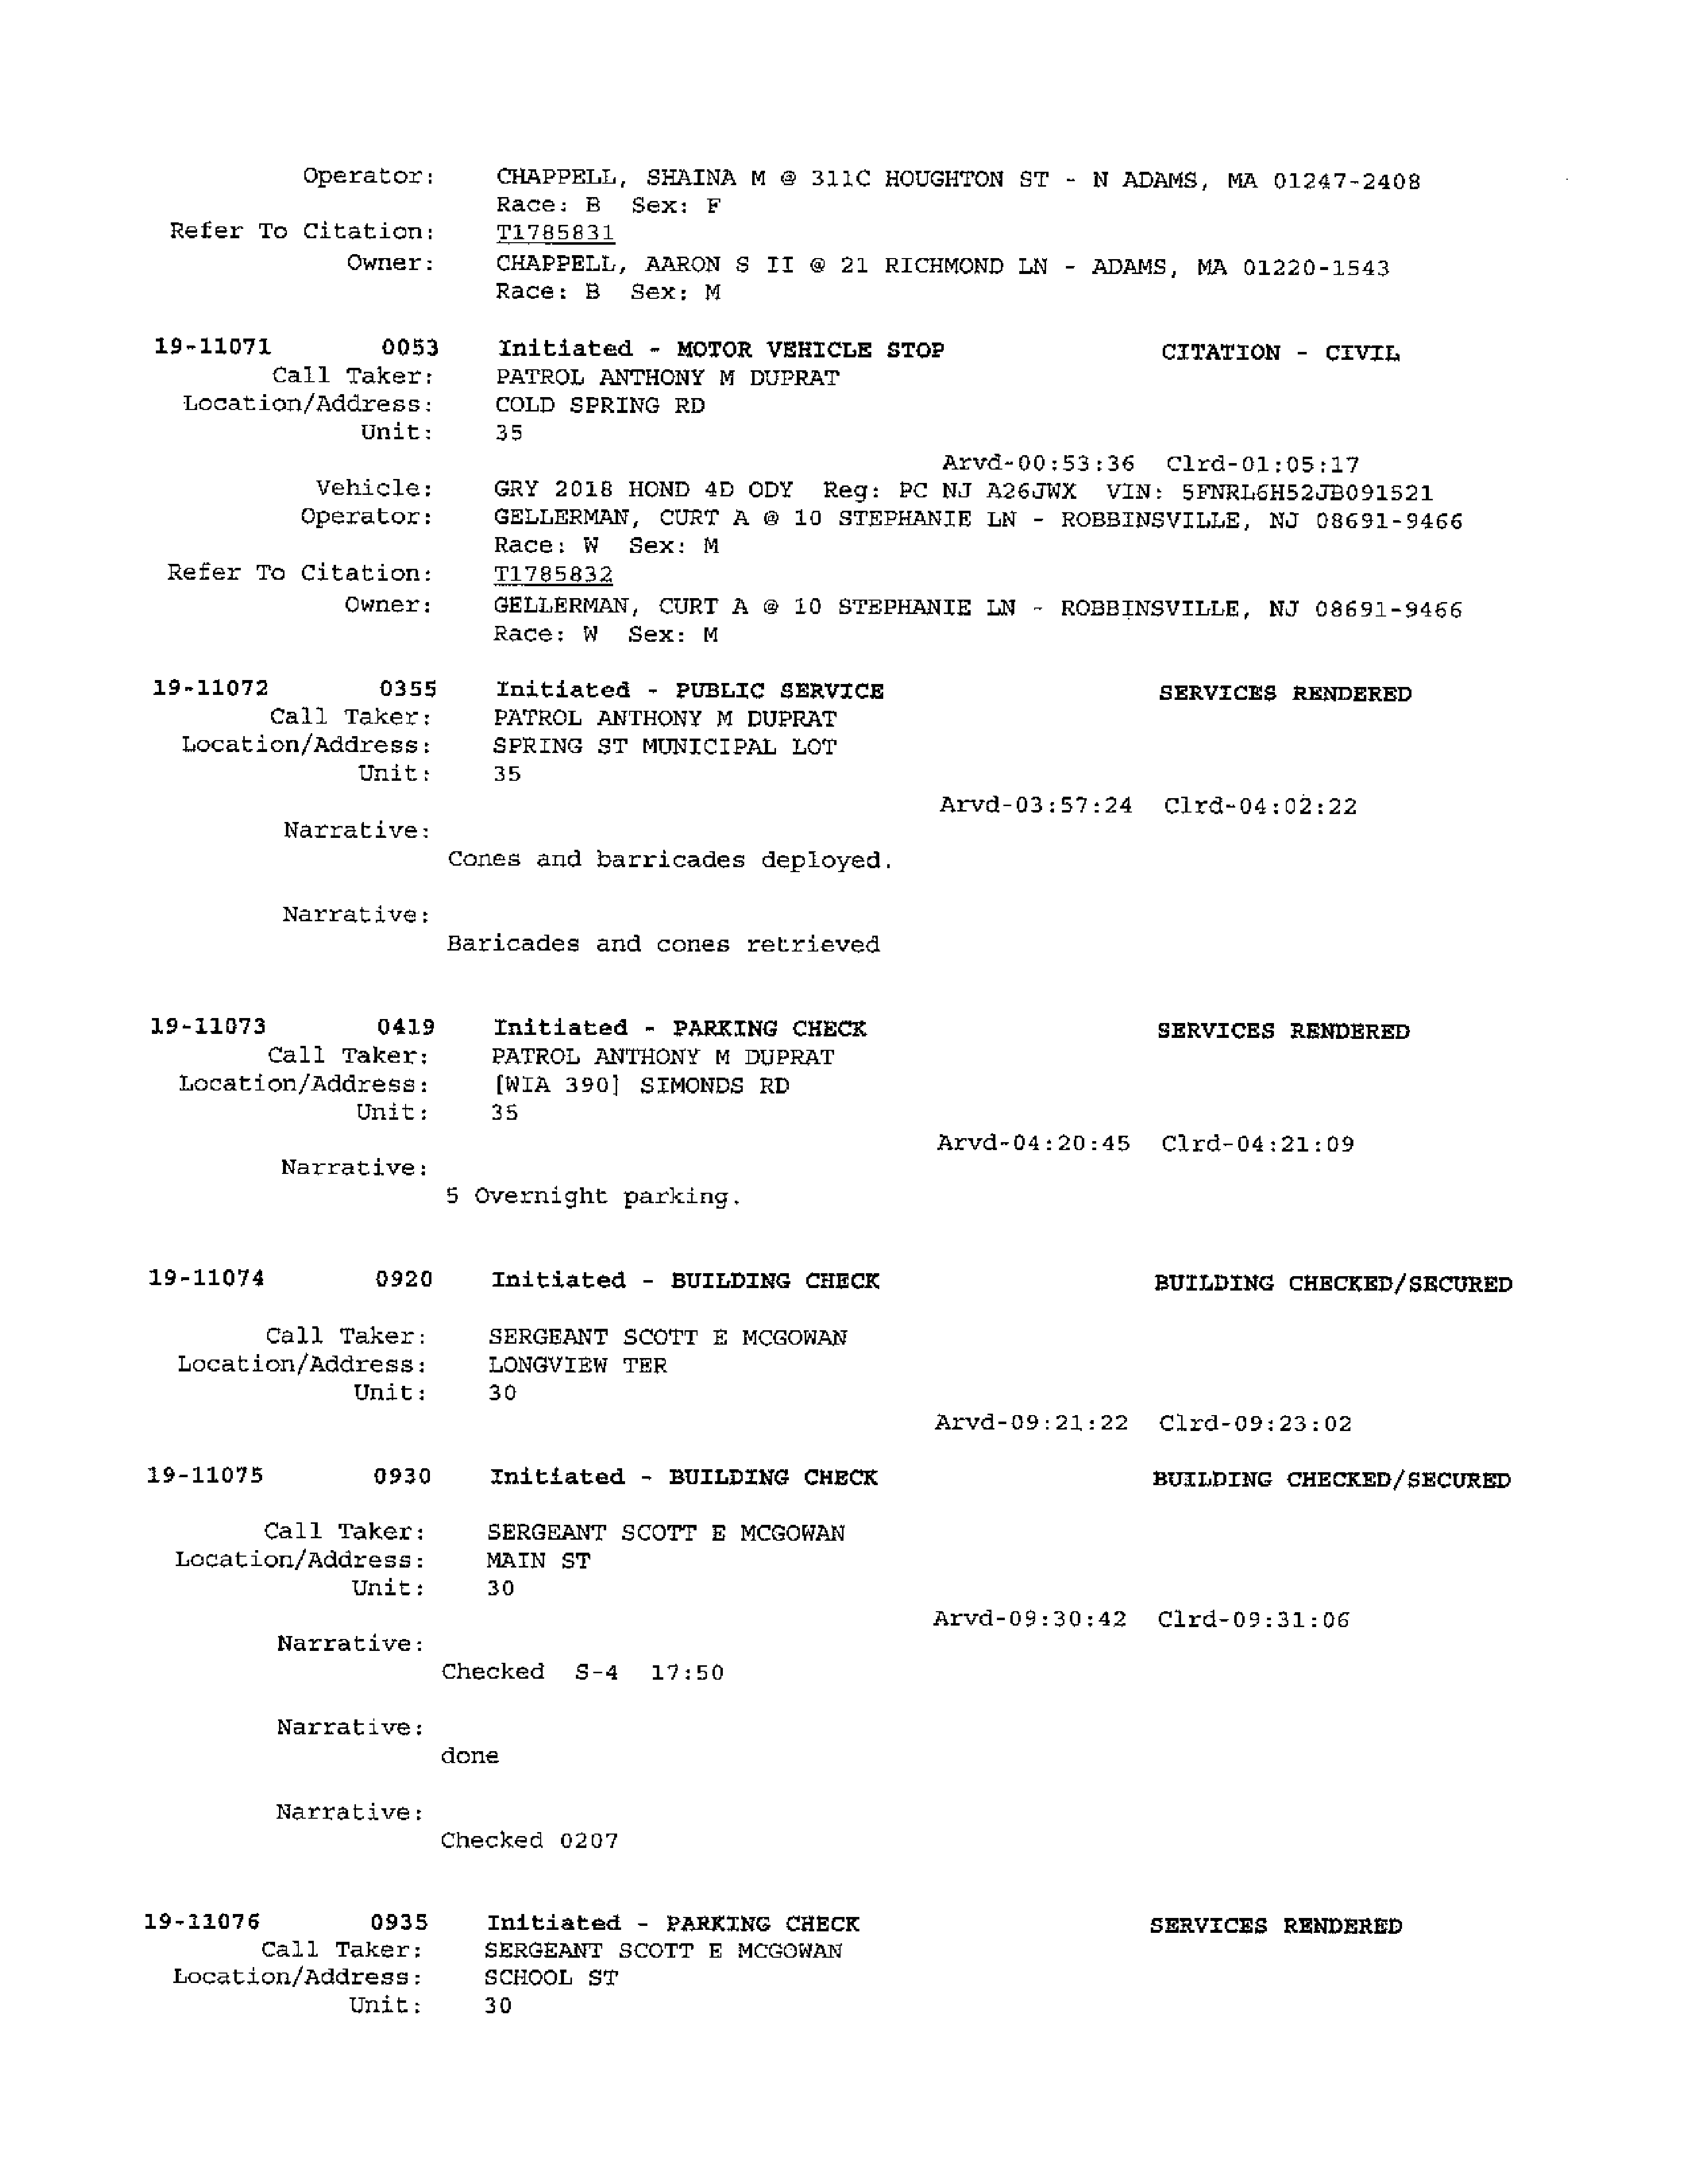 Operator: CHAPPELL, SHAINA M @ 311C HOUGHTON ST - N ADAMS, MA 01247-2408
Race: B Sex: F
Refer To Citation: T1785831
Owner: CHAPPELL, AARON S II @ 21 RICHMOND LN - ADAMS, MA 01220-1543
Race: B Sex: M
19-11071 0053 Initiated - MOTOR VEHICLE STOP CITATION - CIVIL
Call Taker: PATROL ANTHONY M DUPRAT
Location/Address: COLD SPRING RD
Unit: 35
Arvd-00:53:36 Clrd-01:05:17
Vehicle: GRY 2018 HOND 4D ODY Reg: PC NJ A26JWX VIN: 5FNRL6H52JB091521
Operator: GELLERMAN, CURT A @ 10 STEPHANIE LN - ROBBINSVILLE, NJ 08691-9466
Race: W Sex: M
Refer To Citation: T1785832
Owner: GELLERMAN, CURT A @ 10 STEPHANIE LN - ROBBINSVILLE, NJ 08691-9466
Race: W Sex: M
19-11072 0355 Initiated - PUBLIC SERVICE SERVICES RENDERED
Call Taker: PATROL ANTHONY M DUPRAT
Location/Address: SPRING ST MUNICIPAL LOT
Unit: 35
Arvd-03:57:24 Clrd-04:02:22
Narrative:
Cones and barricades deployed.
Narrative:
Baricades and cones retrieved
19-11073 0419 Initiated - PARKING CHECK SERVICES RENDERED
Call Taker: PATROL ANTHONY M DUPRAT
Location/Address: [WIA 390] SIMONDS RD
Unit: 35
Arvd-04:20:45 Clrd-04:21:09
Narrative:
5 Overnight parking.
19-11074 0920 Initiated - BUILDING CHECK BUILDING CHECKED/SECURED
Call Taker: SERGEANT SCOTT E MCGOWAN
Location/Address: LONGVIEW TER
Unit: 30
Arvd-09:21:22 Clrd-09:23:02
19-11075 0930 Initiated - BUILDING CHECK BUILDING CHECKED/SECURED
Call Taker: SERGEANT SCOTT E MCGOWAN
Location/Address: MAIN ST
Unit: 30
Arvd-09:30:42 Clrd-09:31:06
Narrative:
Checked S-4 17:50
Narrative:
done
Narrative:
Checked 0207
19-11076 0935 Initiated - PARKING CHECK SERVICES RENDERED
Call Taker: SERGEANT SCOTT E MCGOWAN
Location/Address: SCHOOL ST
Unit: 30